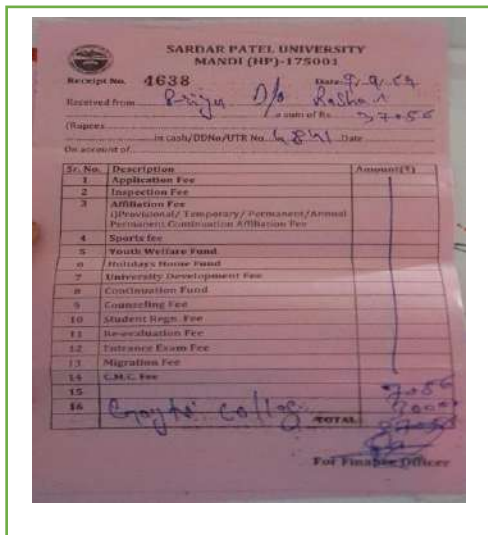 SARDAR PATEL UNIVERSITY
MANDI (HP)-175001
Receipt No. 4638 Date
Received from D/o
a sum of Rs.
(Rupees
in cash/DDNo/UTR No. Date
On account of
Sr. No. Description Amount(₹)
1 Application Fee
2 Inspection Fee
3 Affiliation Fee
i)Provisional/ Temporary/ Permanent/Annual
Permanent Continuation Affiliation Fee
4 Sports fee
5 Youth Welfare Fund
6 Holidays Home Fund
7 University Development Fee
8 Continuation Fund
9 Counseling Fee
10 Student Regn. Fee
11 Re-evaluation Fee
12 Entrance Exam Fee
13 Migration Fee
14 C.M.C. Fee
15
16
TOTAL
For Finance Officer